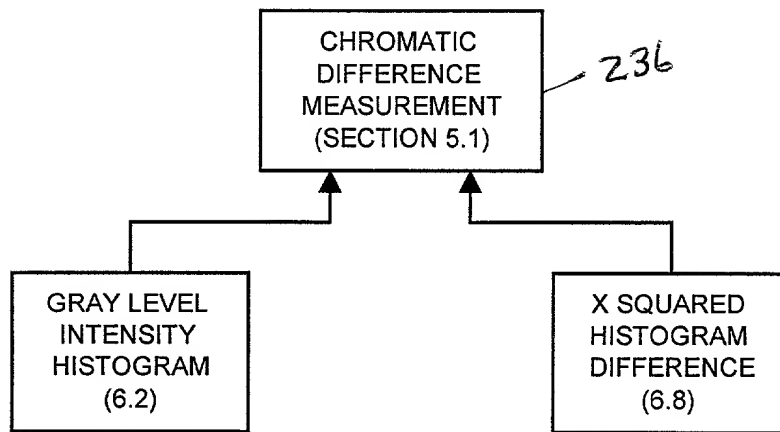 CHROMATIC
DIFFERENCE
MEASUREMENT
(SECTION 5.1)
236
GRAY LEVEL
INTENSITY
HISTOGRAM
(6.2)
X SQUARED
HISTOGRAM
DIFFERENCE
(6.8)